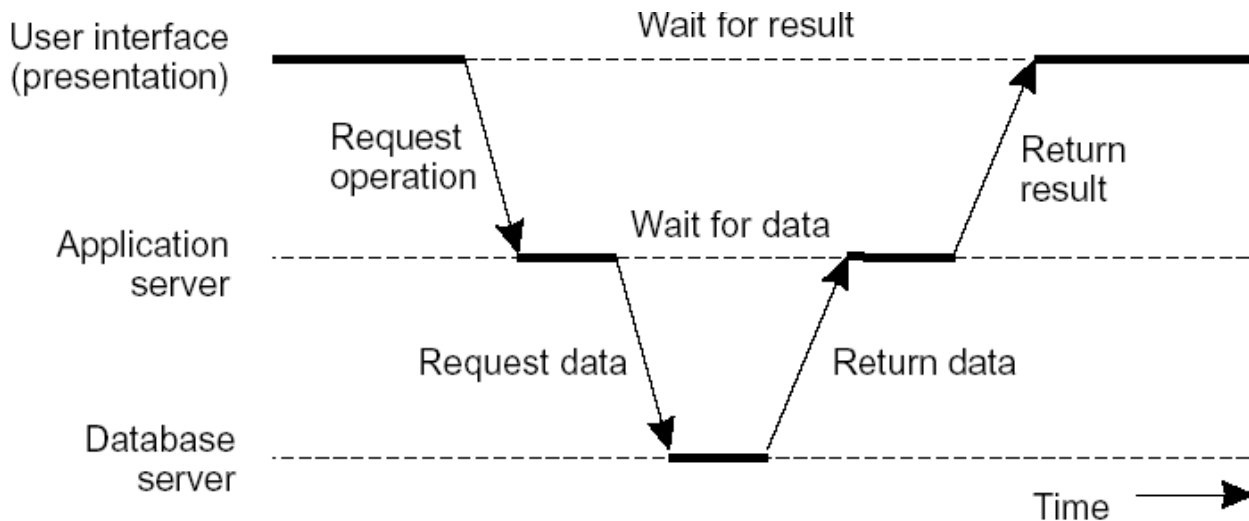 User interface
(presentation)
Wait for result
Request
operation
Return
result
Application
server
Wait for data
Request data
Return data
Database
server
Time